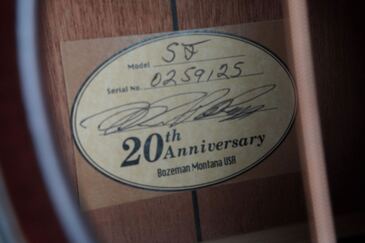 Model SJ
Serial No. 0259125
20th Anniversary
Bozeman Montana USA